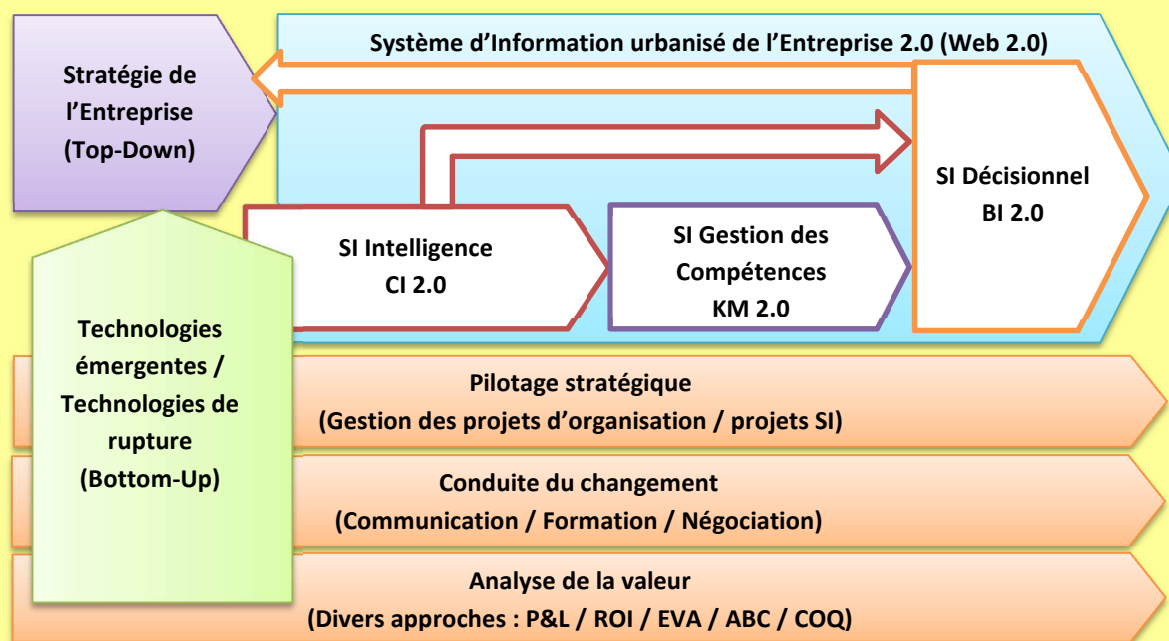 Système d’Information urbanisé de l’Entreprise 2.0 (Web 2.0)
Stratégie de
l’Entreprise
(Top-Down)
SI Intelligence
CI 2.0
SI Gestion des
Compétences
KM 2.0
SI Décisionnel
BI 2.0
Technologies
émergentes /
Technologies de
rupture
(Bottom-Up)
Pilotage stratégique
(Gestion des projets d’organisation / projets SI)
Conduite du changement
(Communication / Formation / Négociation)
Analyse de la valeur
(Divers approches : P&L / ROI / EVA / ABC / COQ)